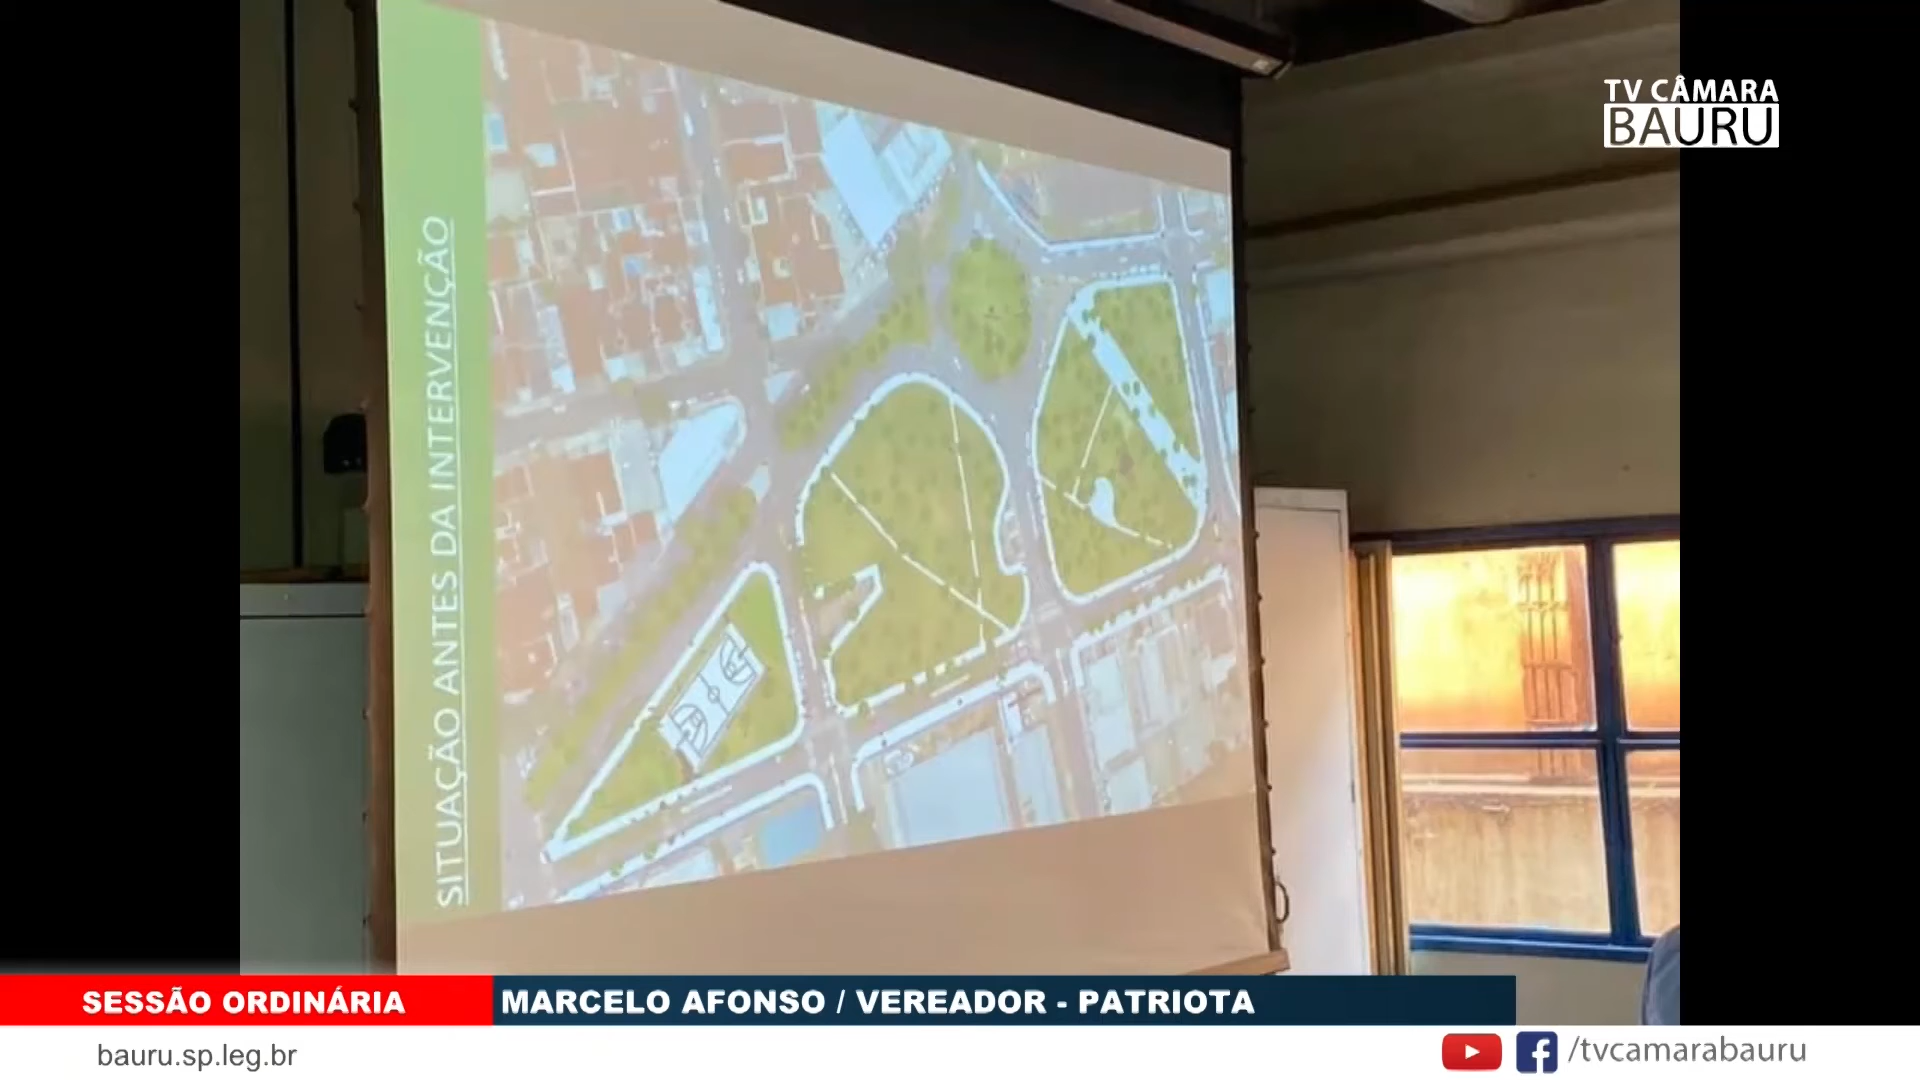 TV CÂMARA
BAURU
SITUAÇÃO ANTES DA INTERVENÇÃO
SESSÃO ORDINÁRIA
MARCELO AFONSO / VEREADOR - PATRIOTA
bauru.sp.leg.br
/tvcamarabauru